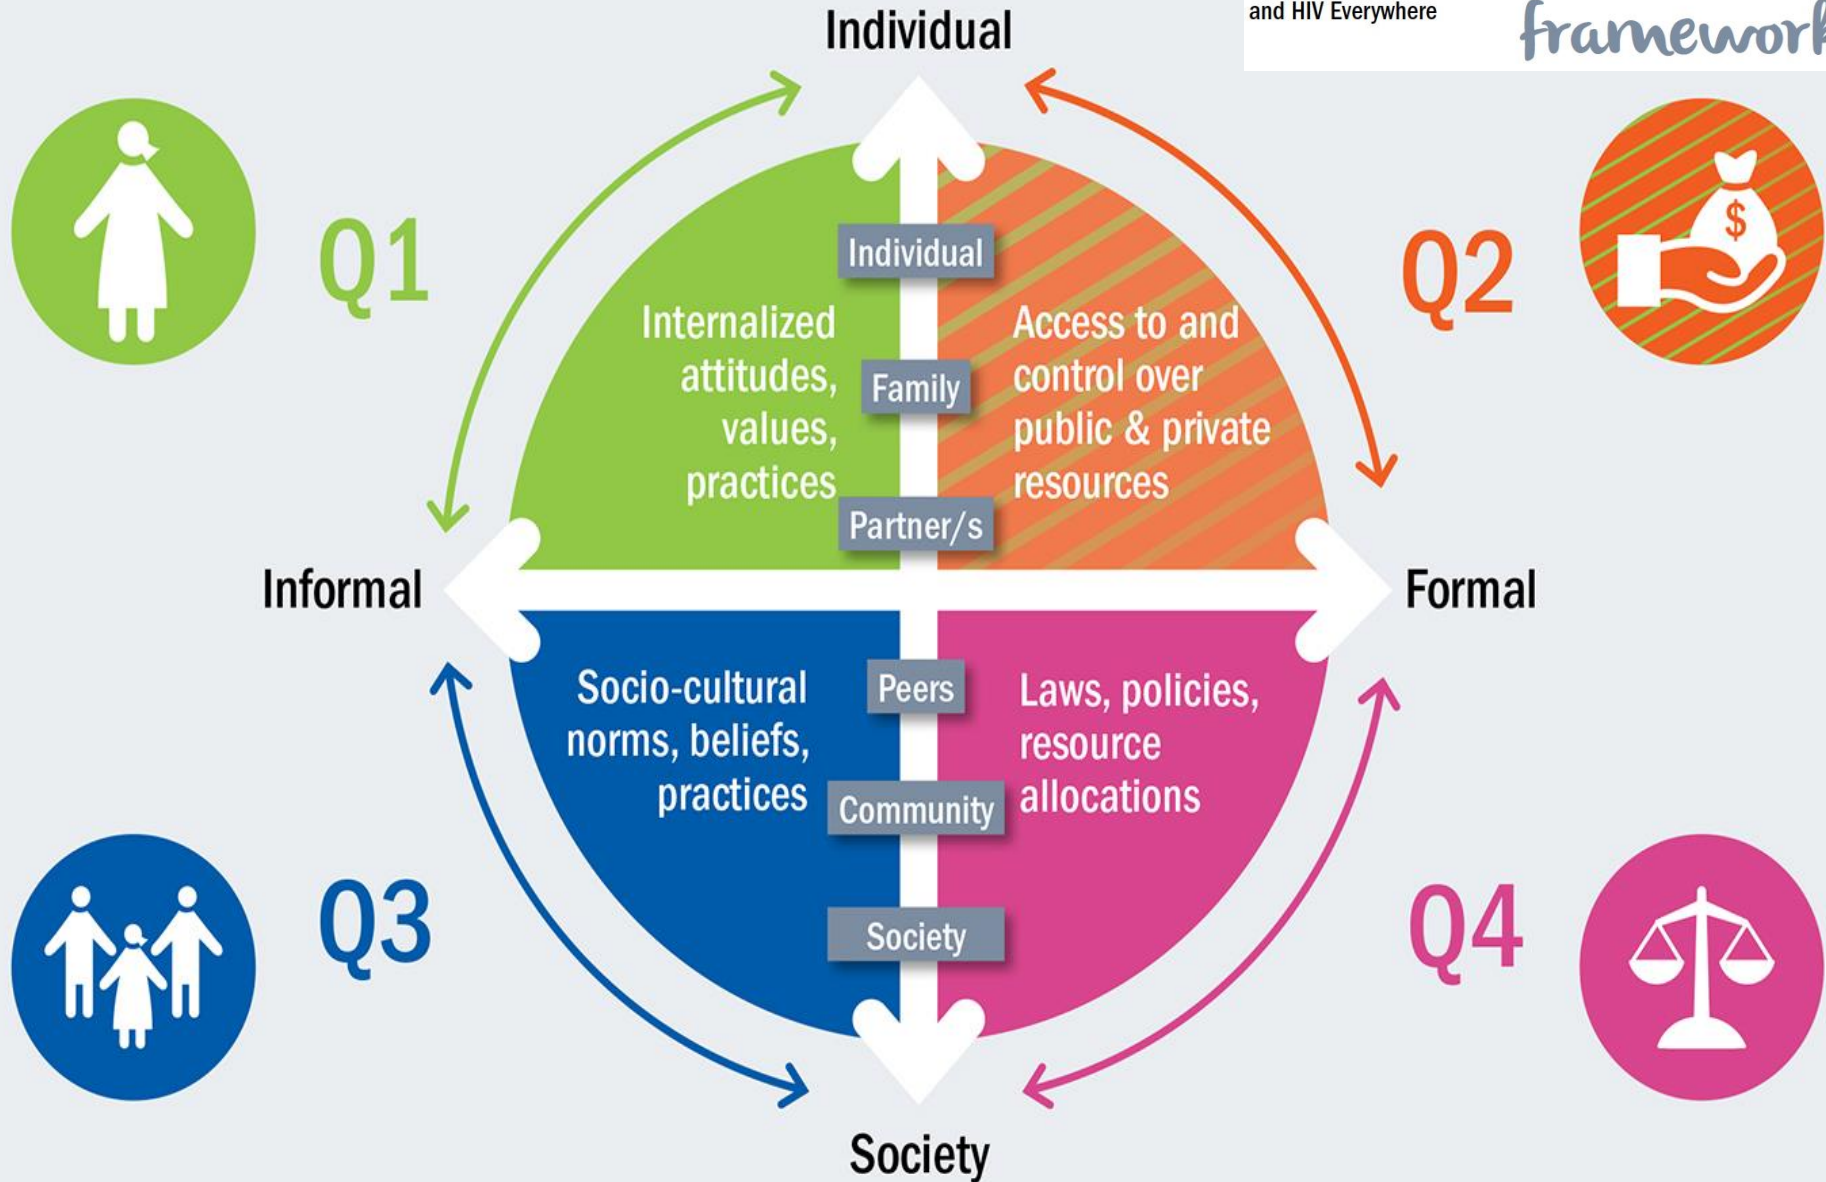 and HIV Everywhere
framework
Individual
Q1
Q2
$
Individual
Internalized
attitudes,
values,
practices
Access to and
control over
public & private
resources
Family
Partner/s
Informal
Formal
Socio-cultural
norms, beliefs,
practices
Peers
Laws, policies,
resource
allocations
Community
Society
Q3
Q4
Society